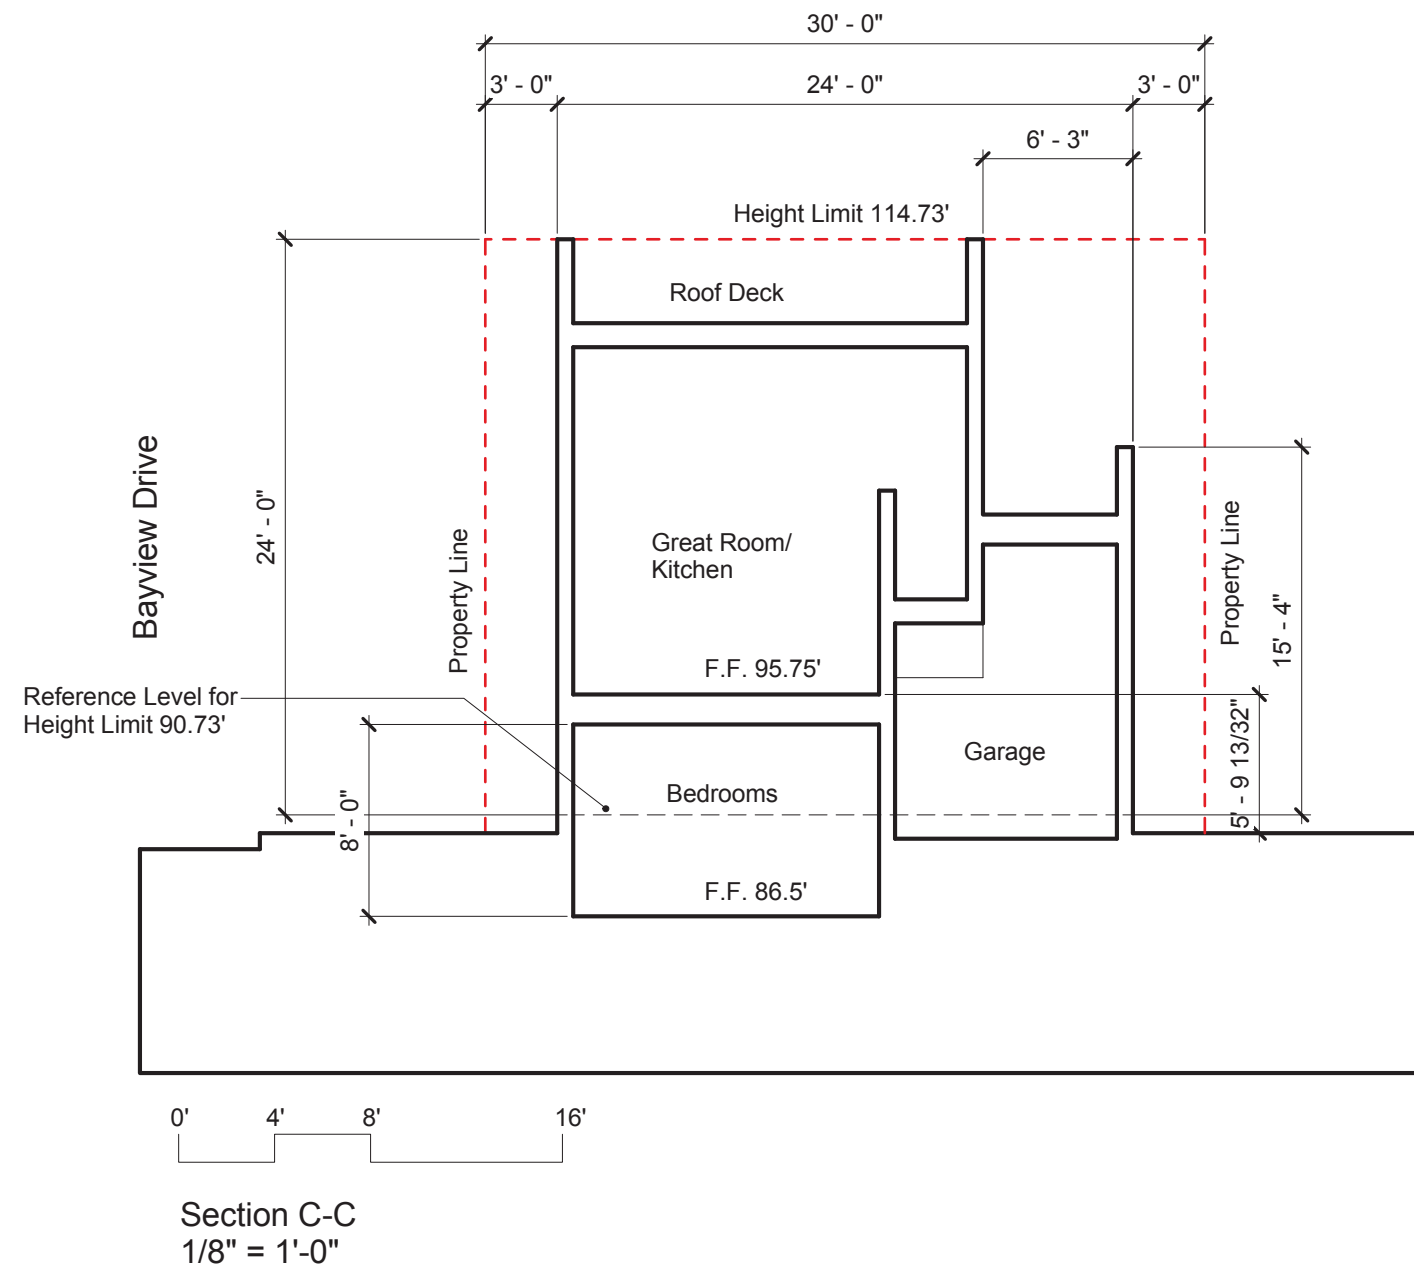 30' - 0"
3' - 0"
24' - 0"
3' - 0"
6' - 3"
Height Limit 114.73'
Roof Deck
Bayview Drive
24' - 0"
Property Line
Great Room/
Kitchen
Property Line
15' - 4"
F.F. 95.75'
Reference Level for
Height Limit 90.73'
5' - 9 13/32"
Garage
8' - 0"
Bedrooms
F.F. 86.5'
0'
4'
8'
16'
Section C-C
1/8" = 1'-0"